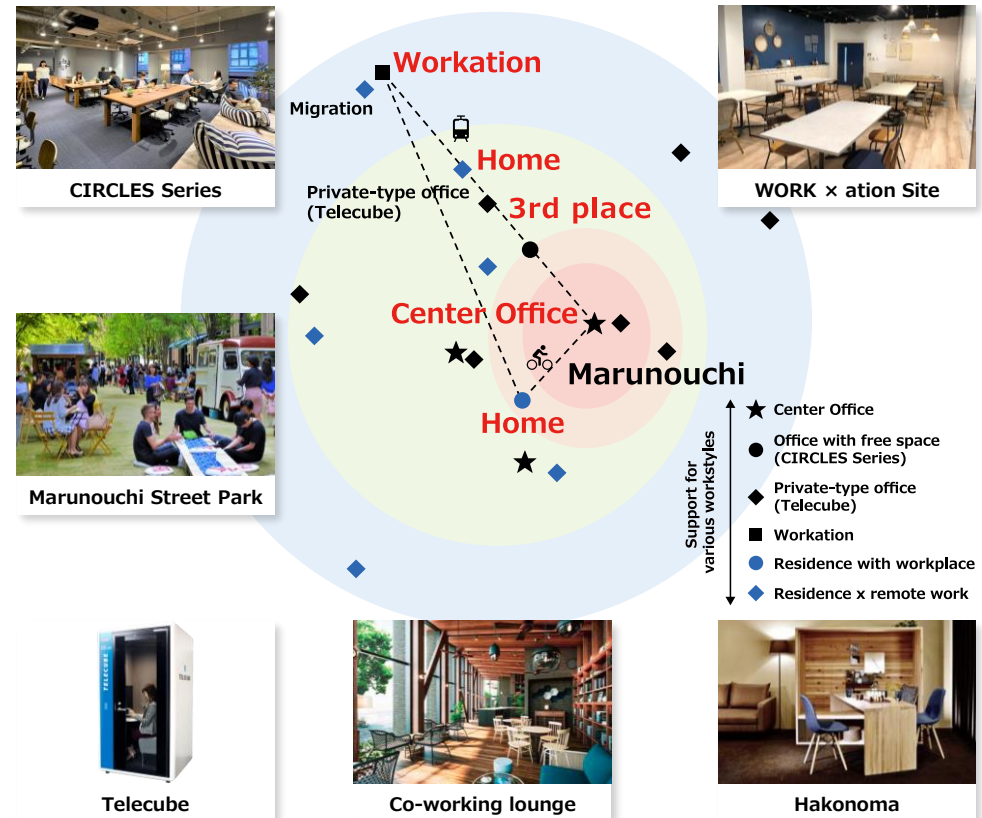 CIRCLES Series
Workation
Migration
Home
Private-type office
(Telecube)
3rd place
WORK × ation Site
Center Office
Marunouchi
Home
Marunouchi Street Park
Support for
various workstyles
Center Office
Office with free space
(CIRCLES Series)
Private-type office
(Telecube)
Workation
Residence with workplace
Residence x remote work
TELECUBE
Telecube
Co-working lounge
Hakonoma